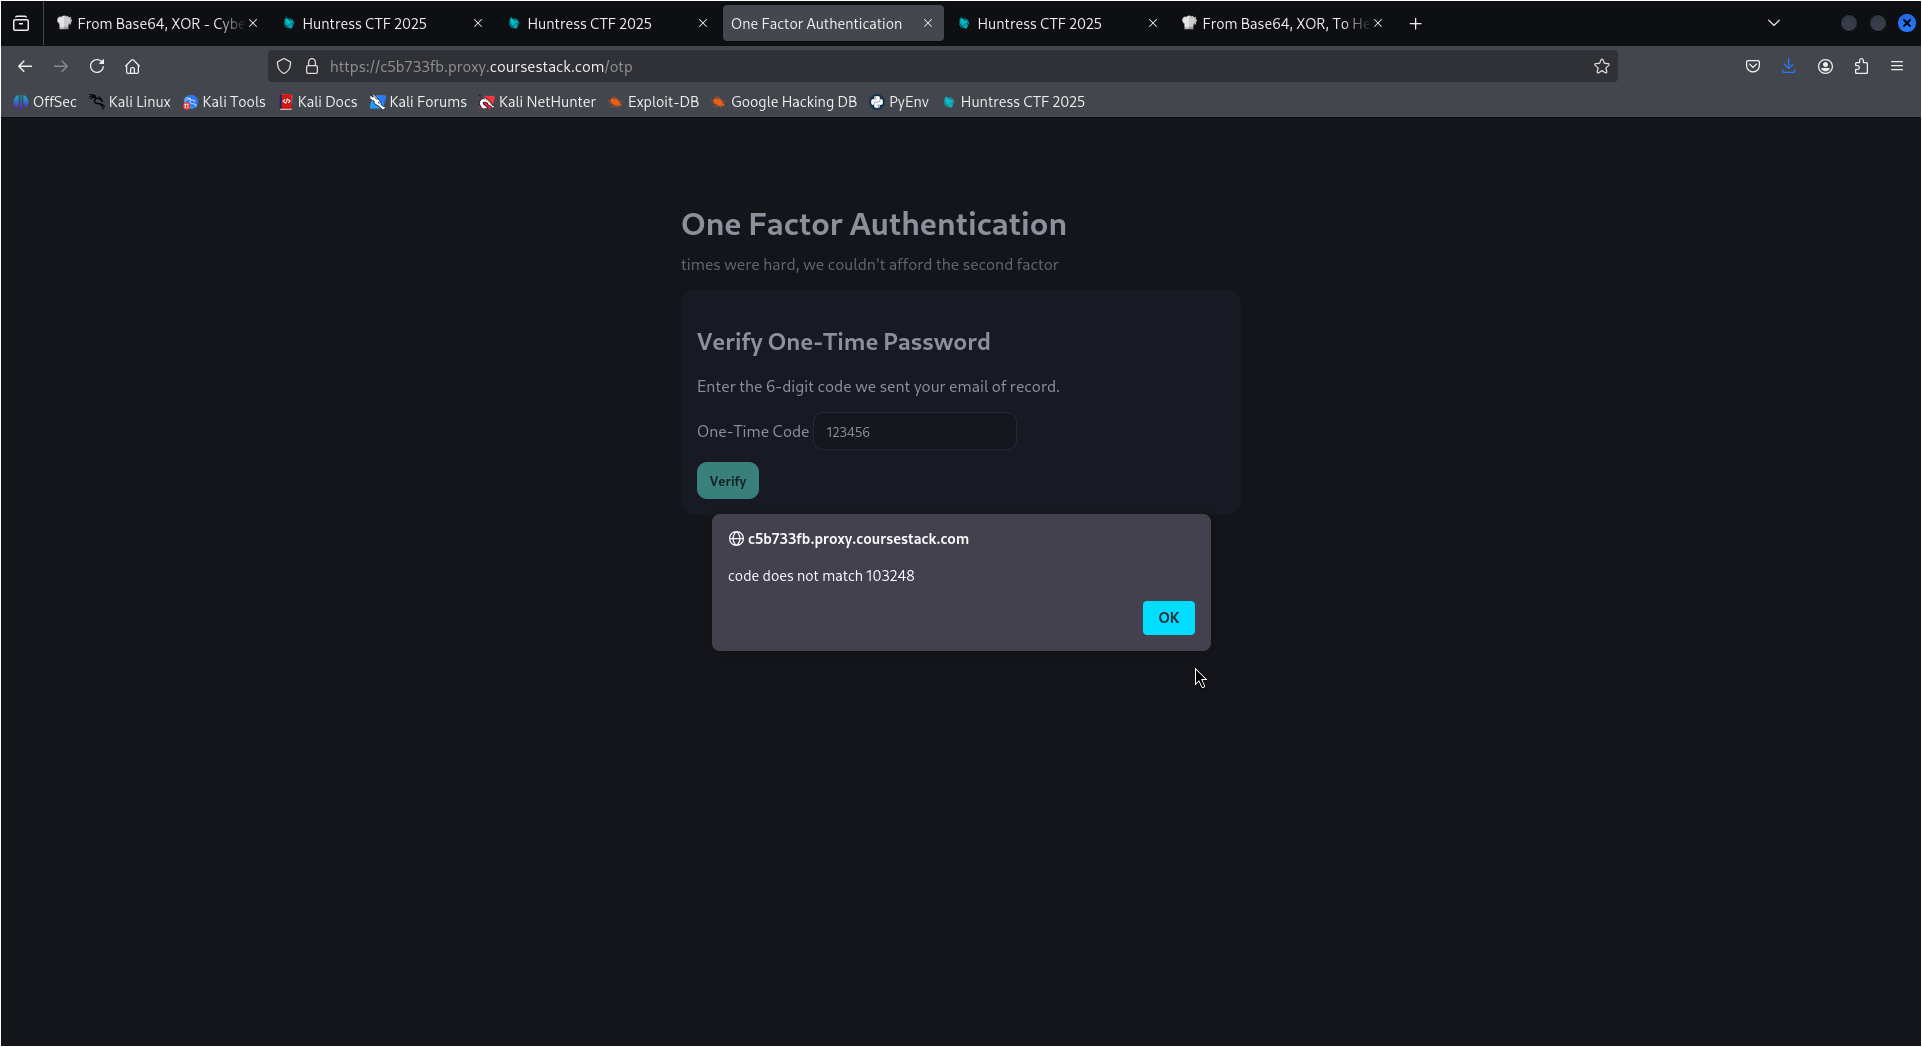 From Base64, XOR - Cybe
Huntress CTF 2025
Huntress CTF 2025
One Factor Authentication
Huntress CTF 2025
From Base64, XOR, To He
https://c5b733fb.proxy.coursestack.com/otp
OffSec
Kali Linux
Kali Tools
Kali Docs
Kali Forums
Kali NetHunter
Exploit-DB
Google Hacking DB
PyEnv
Huntress CTF 2025
One Factor Authentication
times were hard, we couldn't afford the second factor
Verify One-Time Password
Enter the 6-digit code we sent your email of record.
One-Time Code 123456
Verify
c5b733fb.proxy.coursestack.com
code does not match 103248
OK